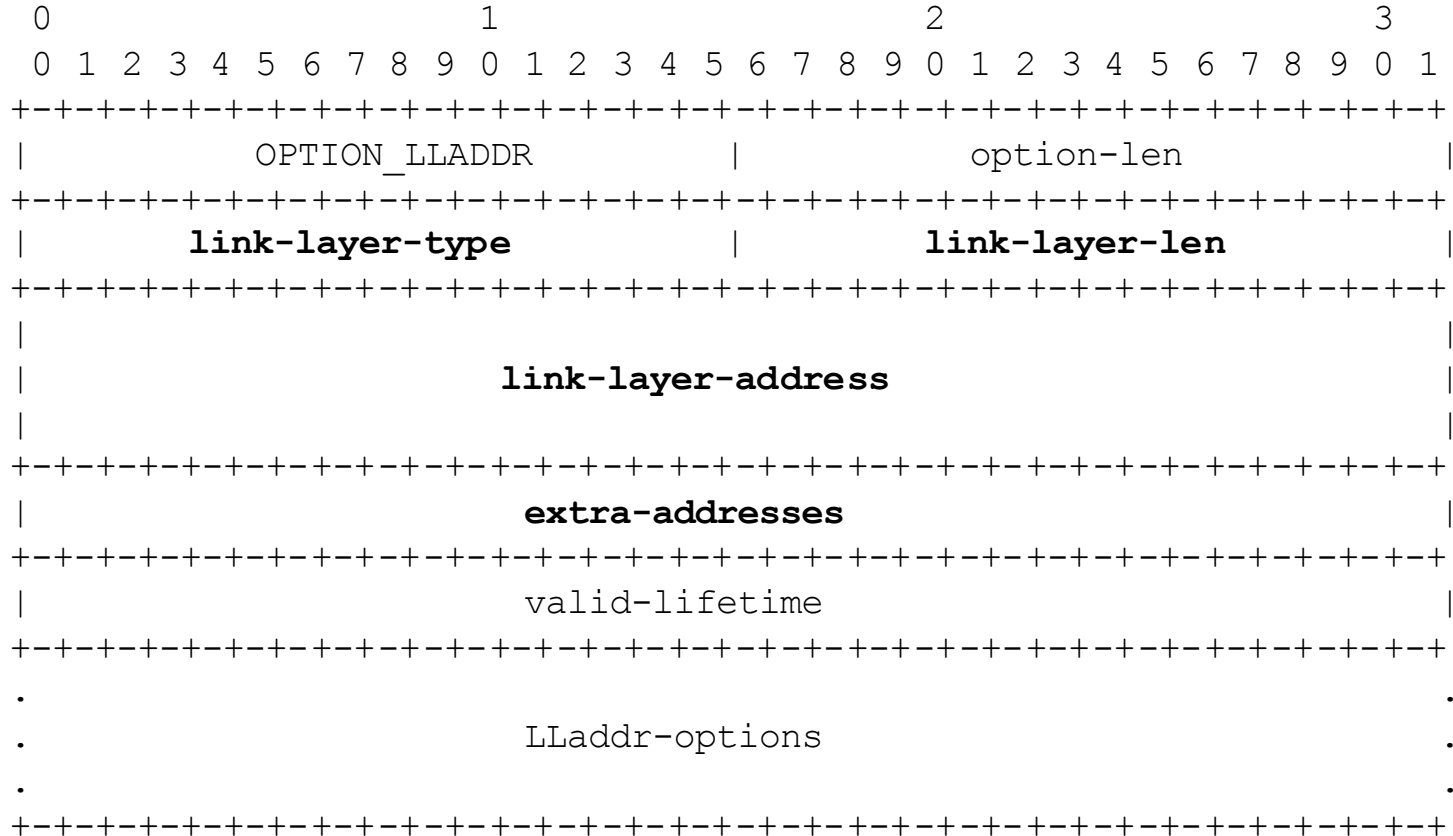 0                   1                   2                   3
 0 1 2 3 4 5 6 7 8 9 0 1 2 3 4 5 6 7 8 9 0 1 2 3 4 5 6 7 8 9 0 1
+-+-+-+-+-+-+-+-+-+-+-+-+-+-+-+-+-+-+-+-+-+-+-+-+-+-+-+-+-+-+-+-+
|          OPTION_LLADDR        |          option-len           |
+-+-+-+-+-+-+-+-+-+-+-+-+-+-+-+-+-+-+-+-+-+-+-+-+-+-+-+-+-+-+-+-+
|       link-layer-type         |        link-layer-len         |
+-+-+-+-+-+-+-+-+-+-+-+-+-+-+-+-+-+-+-+-+-+-+-+-+-+-+-+-+-+-+-+-+
|                                                               |
|                     link-layer-address                        |
|                                                               |
+-+-+-+-+-+-+-+-+-+-+-+-+-+-+-+-+-+-+-+-+-+-+-+-+-+-+-+-+-+-+-+-+
|                      extra-addresses                          |
+-+-+-+-+-+-+-+-+-+-+-+-+-+-+-+-+-+-+-+-+-+-+-+-+-+-+-+-+-+-+-+-+
|                      valid-lifetime                           |
+-+-+-+-+-+-+-+-+-+-+-+-+-+-+-+-+-+-+-+-+-+-+-+-+-+-+-+-+-+-+-+-+
.                                                               .
.                      LLaddr-options                           .
.                                                               .
+-+-+-+-+-+-+-+-+-+-+-+-+-+-+-+-+-+-+-+-+-+-+-+-+-+-+-+-+-+-+-+-+